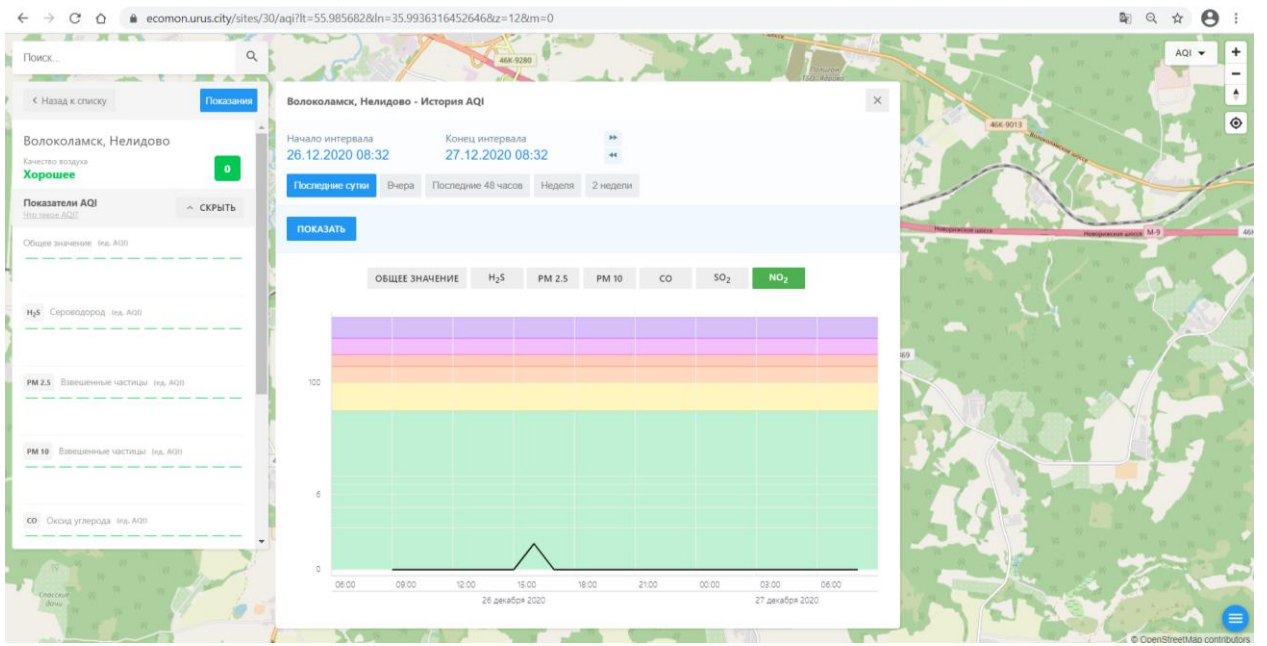 ecomon.urus.city/sites/30/aqi?lt=55.985682&ln=35.9936316452646&z=12&m=0
Поиск...
46К-9280
AQI
+
−
< Назад к списку
Показания
Волоколамск, Нелидово
Качество воздуха
Хорошее
0
Показатели AQI
Что такое AQI?
СКРЫТЬ
Общее значение (ед. AQI)
H₂S Сероводород (ед. AQI)
PM 2.5 Взвешенные частицы (ед. AQI)
PM 10 Взвешенные частицы (ед. AQI)
CO Оксид углерода (ед. AQI)
Волоколамск, Нелидово - История AQI
×
Начало интервала Конец интервала
26.12.2020 08:32 27.12.2020 08:32
Последние сутки Вчера Последние 48 часов Неделя 2 недели
ПОКАЗАТЬ
ОБЩЕЕ ЗНАЧЕНИЕ H₂S PM 2.5 PM 10 CO SO₂ NO₂
100
6
0
06:00 09:00 12:00 15:00 18:00 21:00 00:00 03:00 06:00
26 декабря 2020 27 декабря 2020
46К-9013
Волоколамское шоссе
Новорижское шоссе Новорижское шоссе М-9
Спасские
дачи
© OpenStreetMap contributors